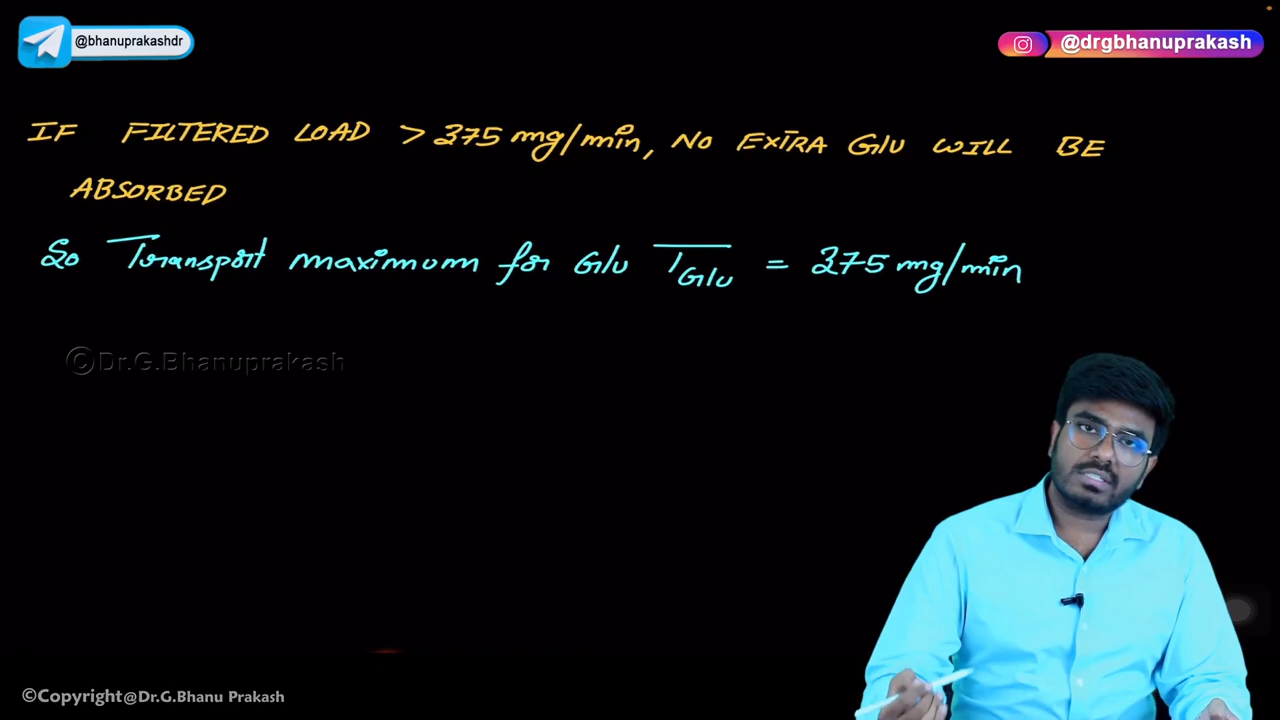 @bhanuprakashdr
@drgbhanuprakash
IF FILTERED LOAD > 375 mg/min, NO EXTRA Glu WILL BE
ABSORBED
So Transport maximum for Glu TGlu = 375 mg/min
©Dr.G.Bhanuprakash
©Copyright@Dr.G.Bhanu Prakash